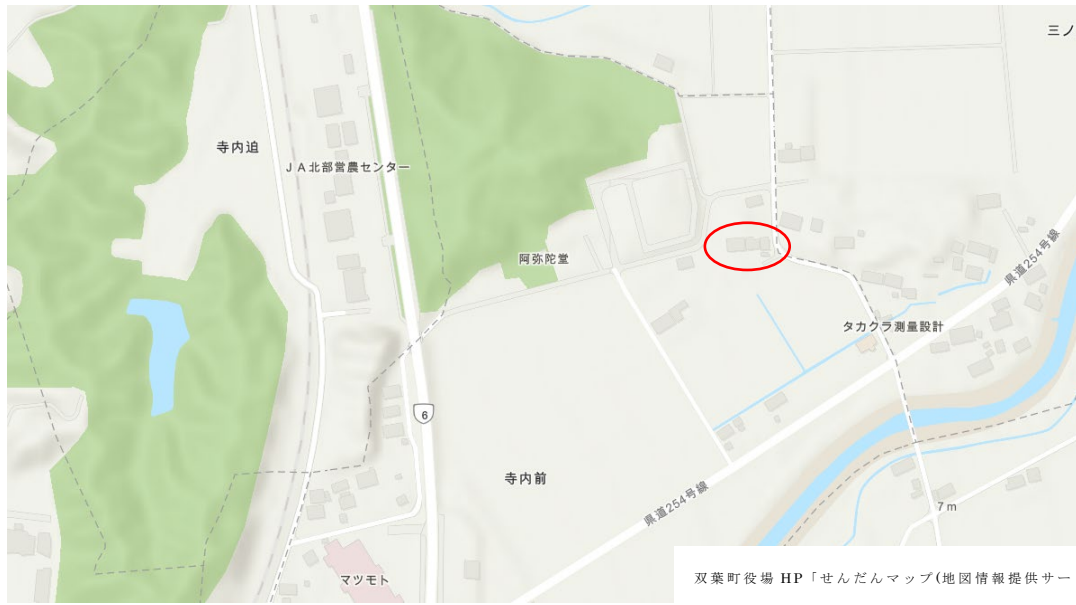 三ノ
寺内迫
JA北部営農センター
阿弥陀堂
県道254号線
タカクラ測量設計
6
寺内前
県道254号線
7m
マツモト
双葉町役場 HP「せんだんマップ(地図情報提供サー